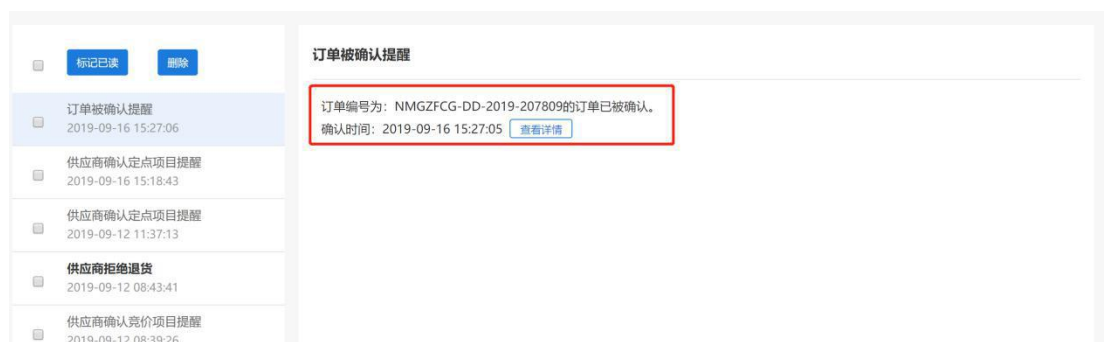 标记已读 删除
订单被确认提醒
2019-09-16 15:27:06
供应商确认定点项目提醒
2019-09-16 15:18:43
供应商确认定点项目提醒
2019-09-12 11:37:13
供应商拒绝退货
2019-09-12 08:43:41
供应商确认竞价项目提醒
2019-09-12 08:39:26
订单被确认提醒
订单编号为：NMGZFCG-DD-2019-207809的订单已被确认。
确认时间：2019-09-16 15:27:05 查看详情